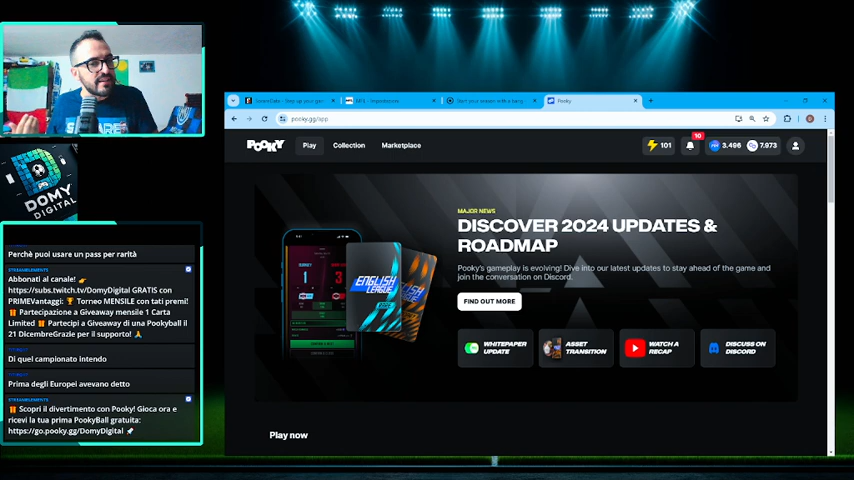 DOMY
DIGITAL
Perchè puoi usare un pass per rarità
STREAMELEMENTS
Abbonati al canale! 👉
https://subs.twitch.tv/DomyDigital GRATIS con
PRIMEVantaggi: 🏆 Torneo MENSILE con tati premi!
🎁 Partecipazione a Giveaway mensile 1 Carta
Limited 🎁 Partecipi a Giveaway di una Pookyball il
21 DicembreGrazie per il supporto! 🙏
Di quel campionato intendo
Prima degli Europei avevano detto
STREAMELEMENTS
🎁 Scopri il divertimento con Pooky! Gioca ora e
ricevi la tua prima PookyBall gratuita:
https://go.pooky.gg/DomyDigital 📌
Start your season with a bang
Pooky
pooky.gg/app
POOKY
Play
Collection
Marketplace
101
10
3.496
7.973
MAJOR NEWS
DISCOVER 2024 UPDATES &
ROADMAP
Pooky's gameplay is evolving! Dive into our latest updates to stay ahead of the game and
join the conversation on Discord.
FIND OUT MORE
ENGLISH
LEAGUE
WHITEPAPER
UPDATE
ASSET
TRANSITION
WATCH A
RECAP
DISCUSS ON
DISCORD
Play now